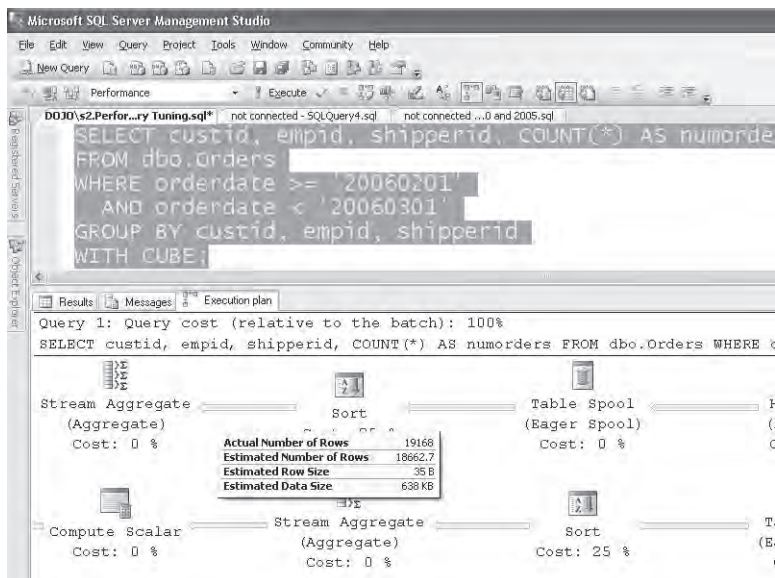 Microsoft SQL Server Management Studio
File Edit View Query Project Tools Window Community Help
New Query
Performance Execute
DOJO\s2.Perfor...ry Tuning.sql* not connected - SQLQuery4.sql not connected ...0 and 2005.sql
Registered Servers
Object Explorer
SELECT custid, empid, shipperid, COUNT(*) AS numorde
FROM dbo.Orders
WHERE orderdate >= '20060201'
AND orderdate < '20060301'
GROUP BY custid, empid, shipperid
WITH CUBE;
Results Messages Execution plan
Query 1: Query cost (relative to the batch): 100%
SELECT custid, empid, shipperid, COUNT(*) AS numorders FROM dbo.Orders WHERE
Stream Aggregate
(Aggregate)
Cost: 0 %
Sort
Table Spool
(Eager Spool)
Cost: 0 %
Actual Number of Rows 19168
Estimated Number of Rows 18662.7
Estimated Row Size 35 B
Estimated Data Size 638 KB
Compute Scalar
Cost: 0 %
Stream Aggregate
(Aggregate)
Cost: 0 %
Sort
Cost: 25 %